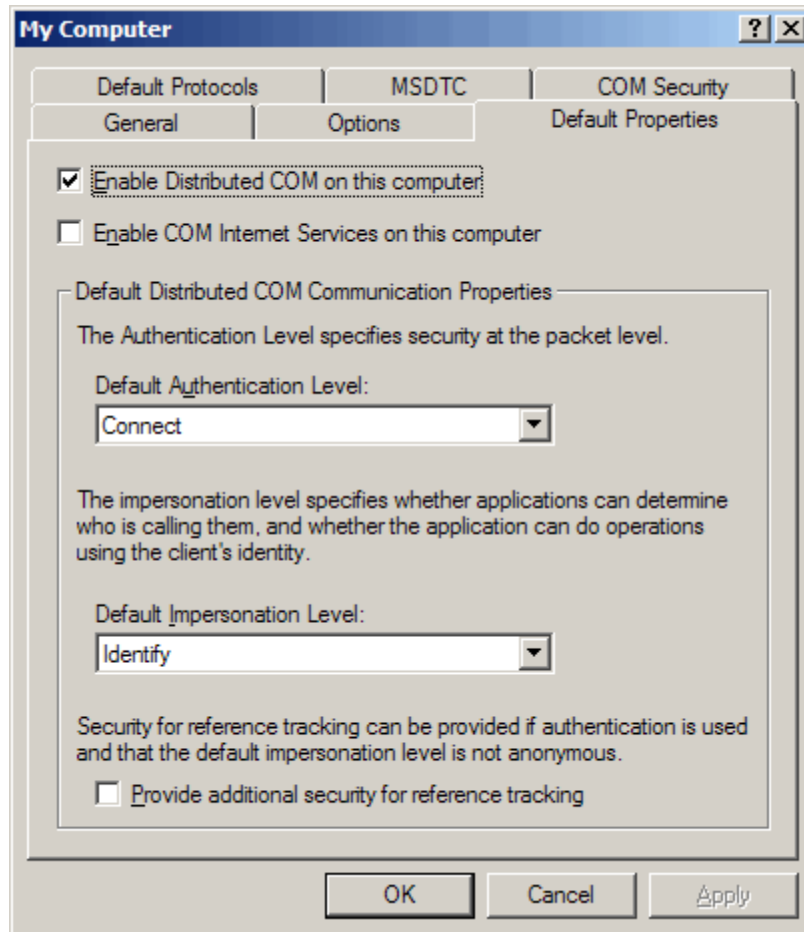 My Computer
Default Protocols
MSDTC
COM Security
General
Options
Default Properties
Enable Distributed COM on this computer
Enable COM Internet Services on this computer
Default Distributed COM Communication Properties
The Authentication Level specifies security at the packet level.
Default Authentication Level:
Connect
The impersonation level specifies whether applications can determine
who is calling them, and whether the application can do operations
using the client's identity.
Default Impersonation Level:
Identify
Security for reference tracking can be provided if authentication is used
and that the default impersonation level is not anonymous.
Provide additional security for reference tracking
OK
Cancel
Apply